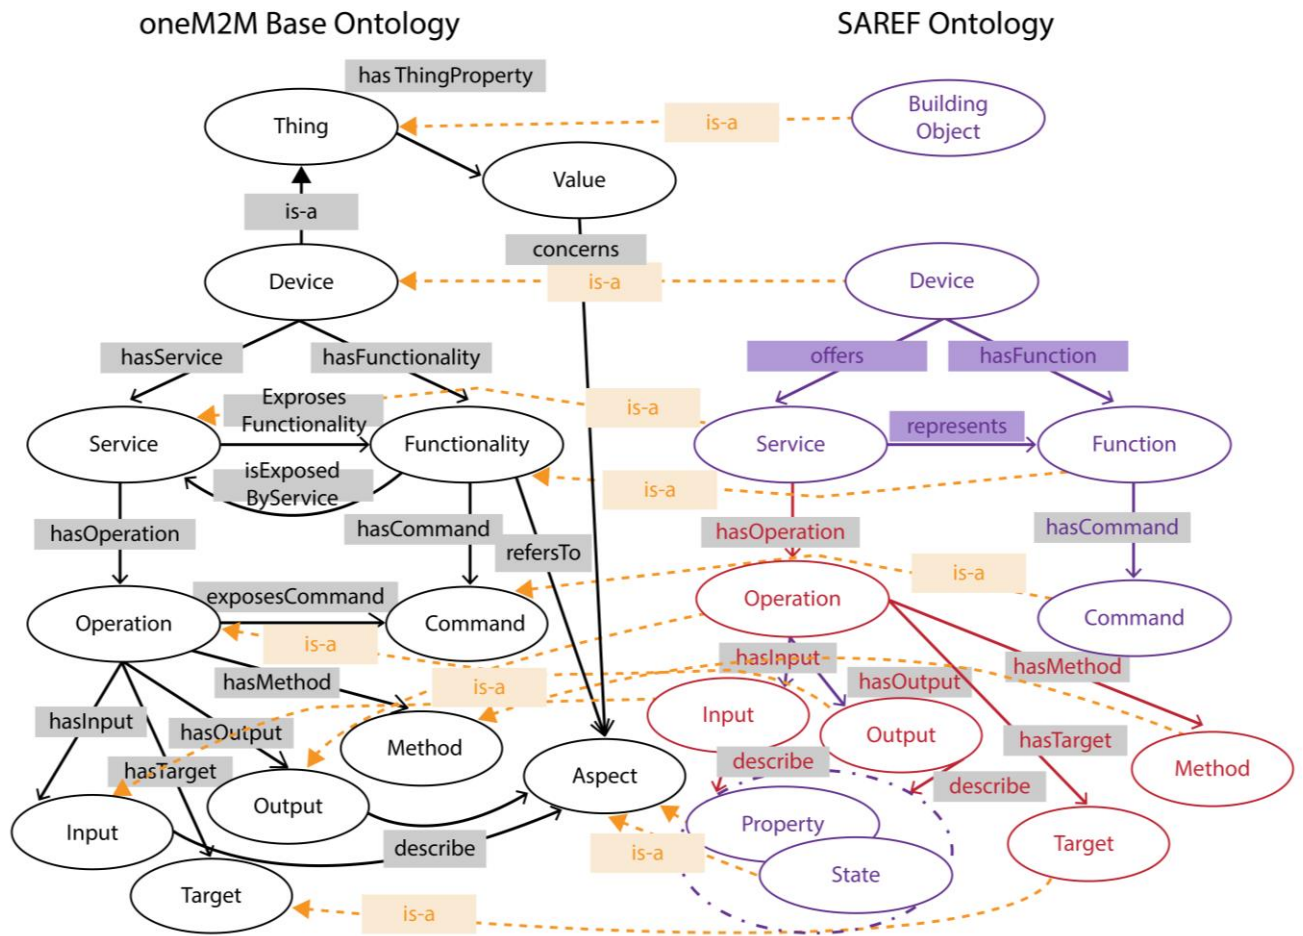 oneM2M Base Ontology
SAREF Ontology
has ThingProperty
Thing
is-a
Building
Object
Value
is-a
concerns
Device
is-a
Device
hasService
hasFunctionality
offers
hasFunction
Exproses
Functionality
is-a
Service
Functionality
Service
represents
Function
isExposed
ByService
is-a
hasOperation
hasCommand
refersTo
hasOperation
hasCommand
is-a
exposesCommand
Operation
Command
Operation
Command
is-a
hasMethod
is-a
hasInput
hasOutput
hasMethod
hasInput
hasOutput
hasTarget
Method
Input
Output
hasTarget
Method
Aspect
describe
describe
Input
Output
Property
Target
describe
is-a
State
Target
is-a